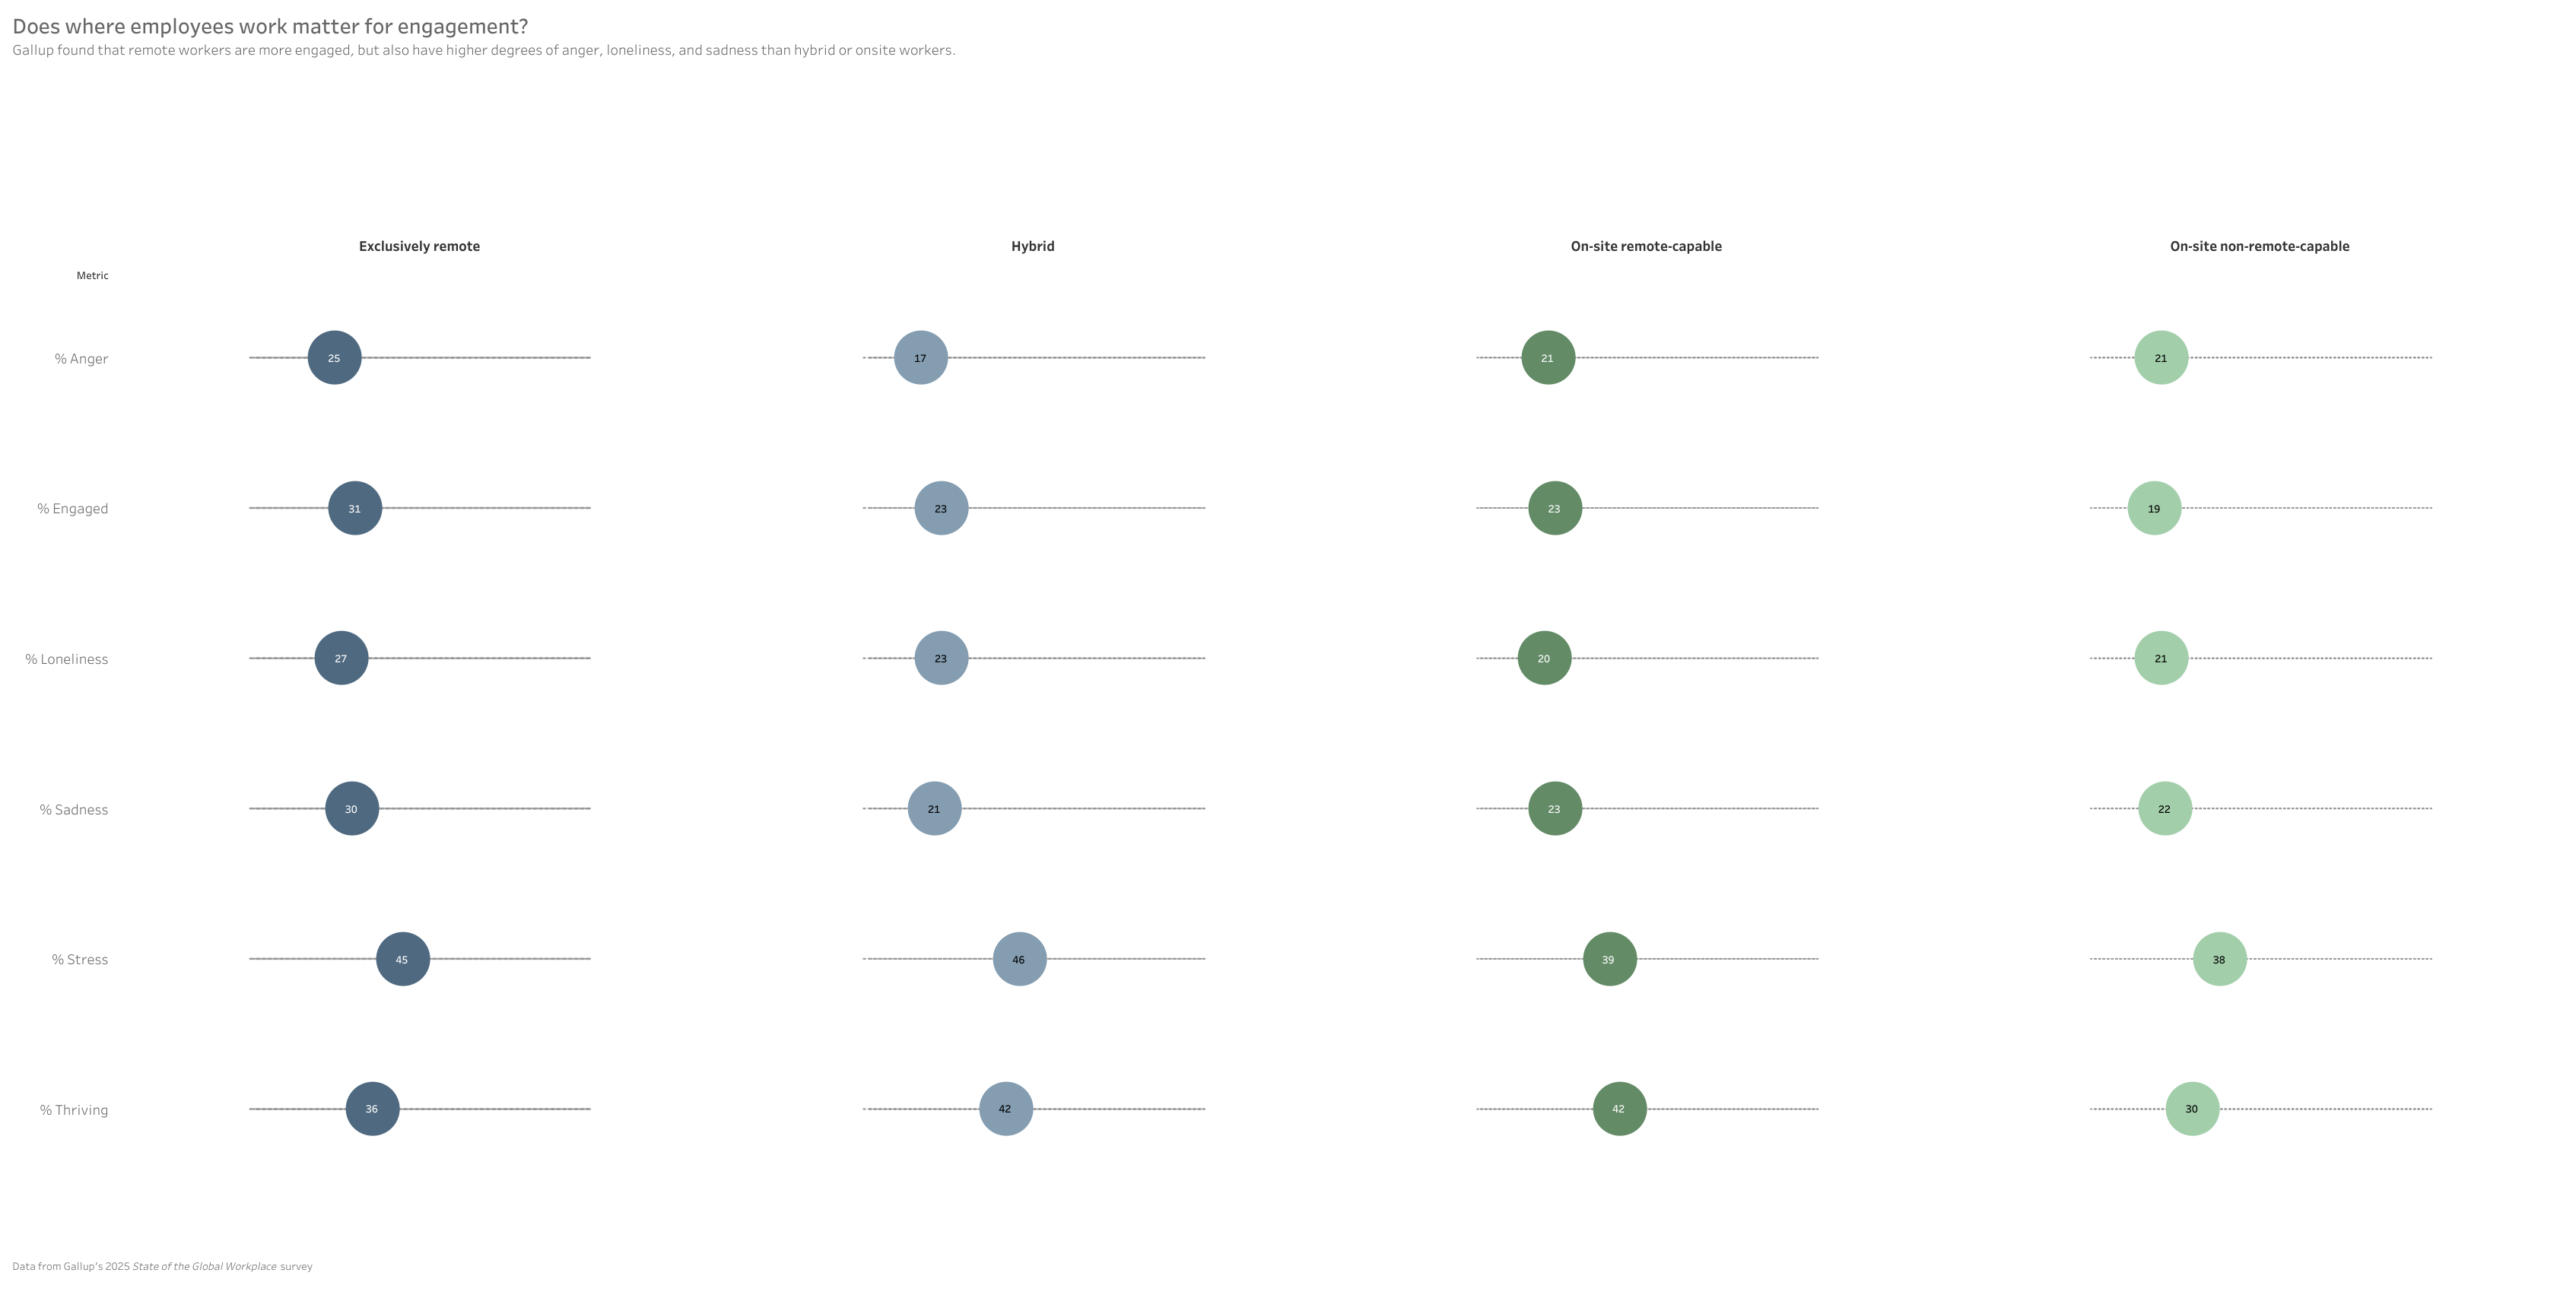 Does where employees work matter for engagement?
Gallup found that remote workers are more engaged, but also have higher degrees of anger, loneliness, and sadness than hybrid or onsite workers.
Exclusively remote Hybrid On-site remote-capable On-site non-remote-capable
Metric
% Anger 25 17 21 21
% Engaged 31 23 23 19
% Loneliness 27 23 20 21
% Sadness 30 21 23 22
% Stress 45 46 39 38
% Thriving 36 42 42 30
Data from Gallup's 2025 State of the Global Workplace survey